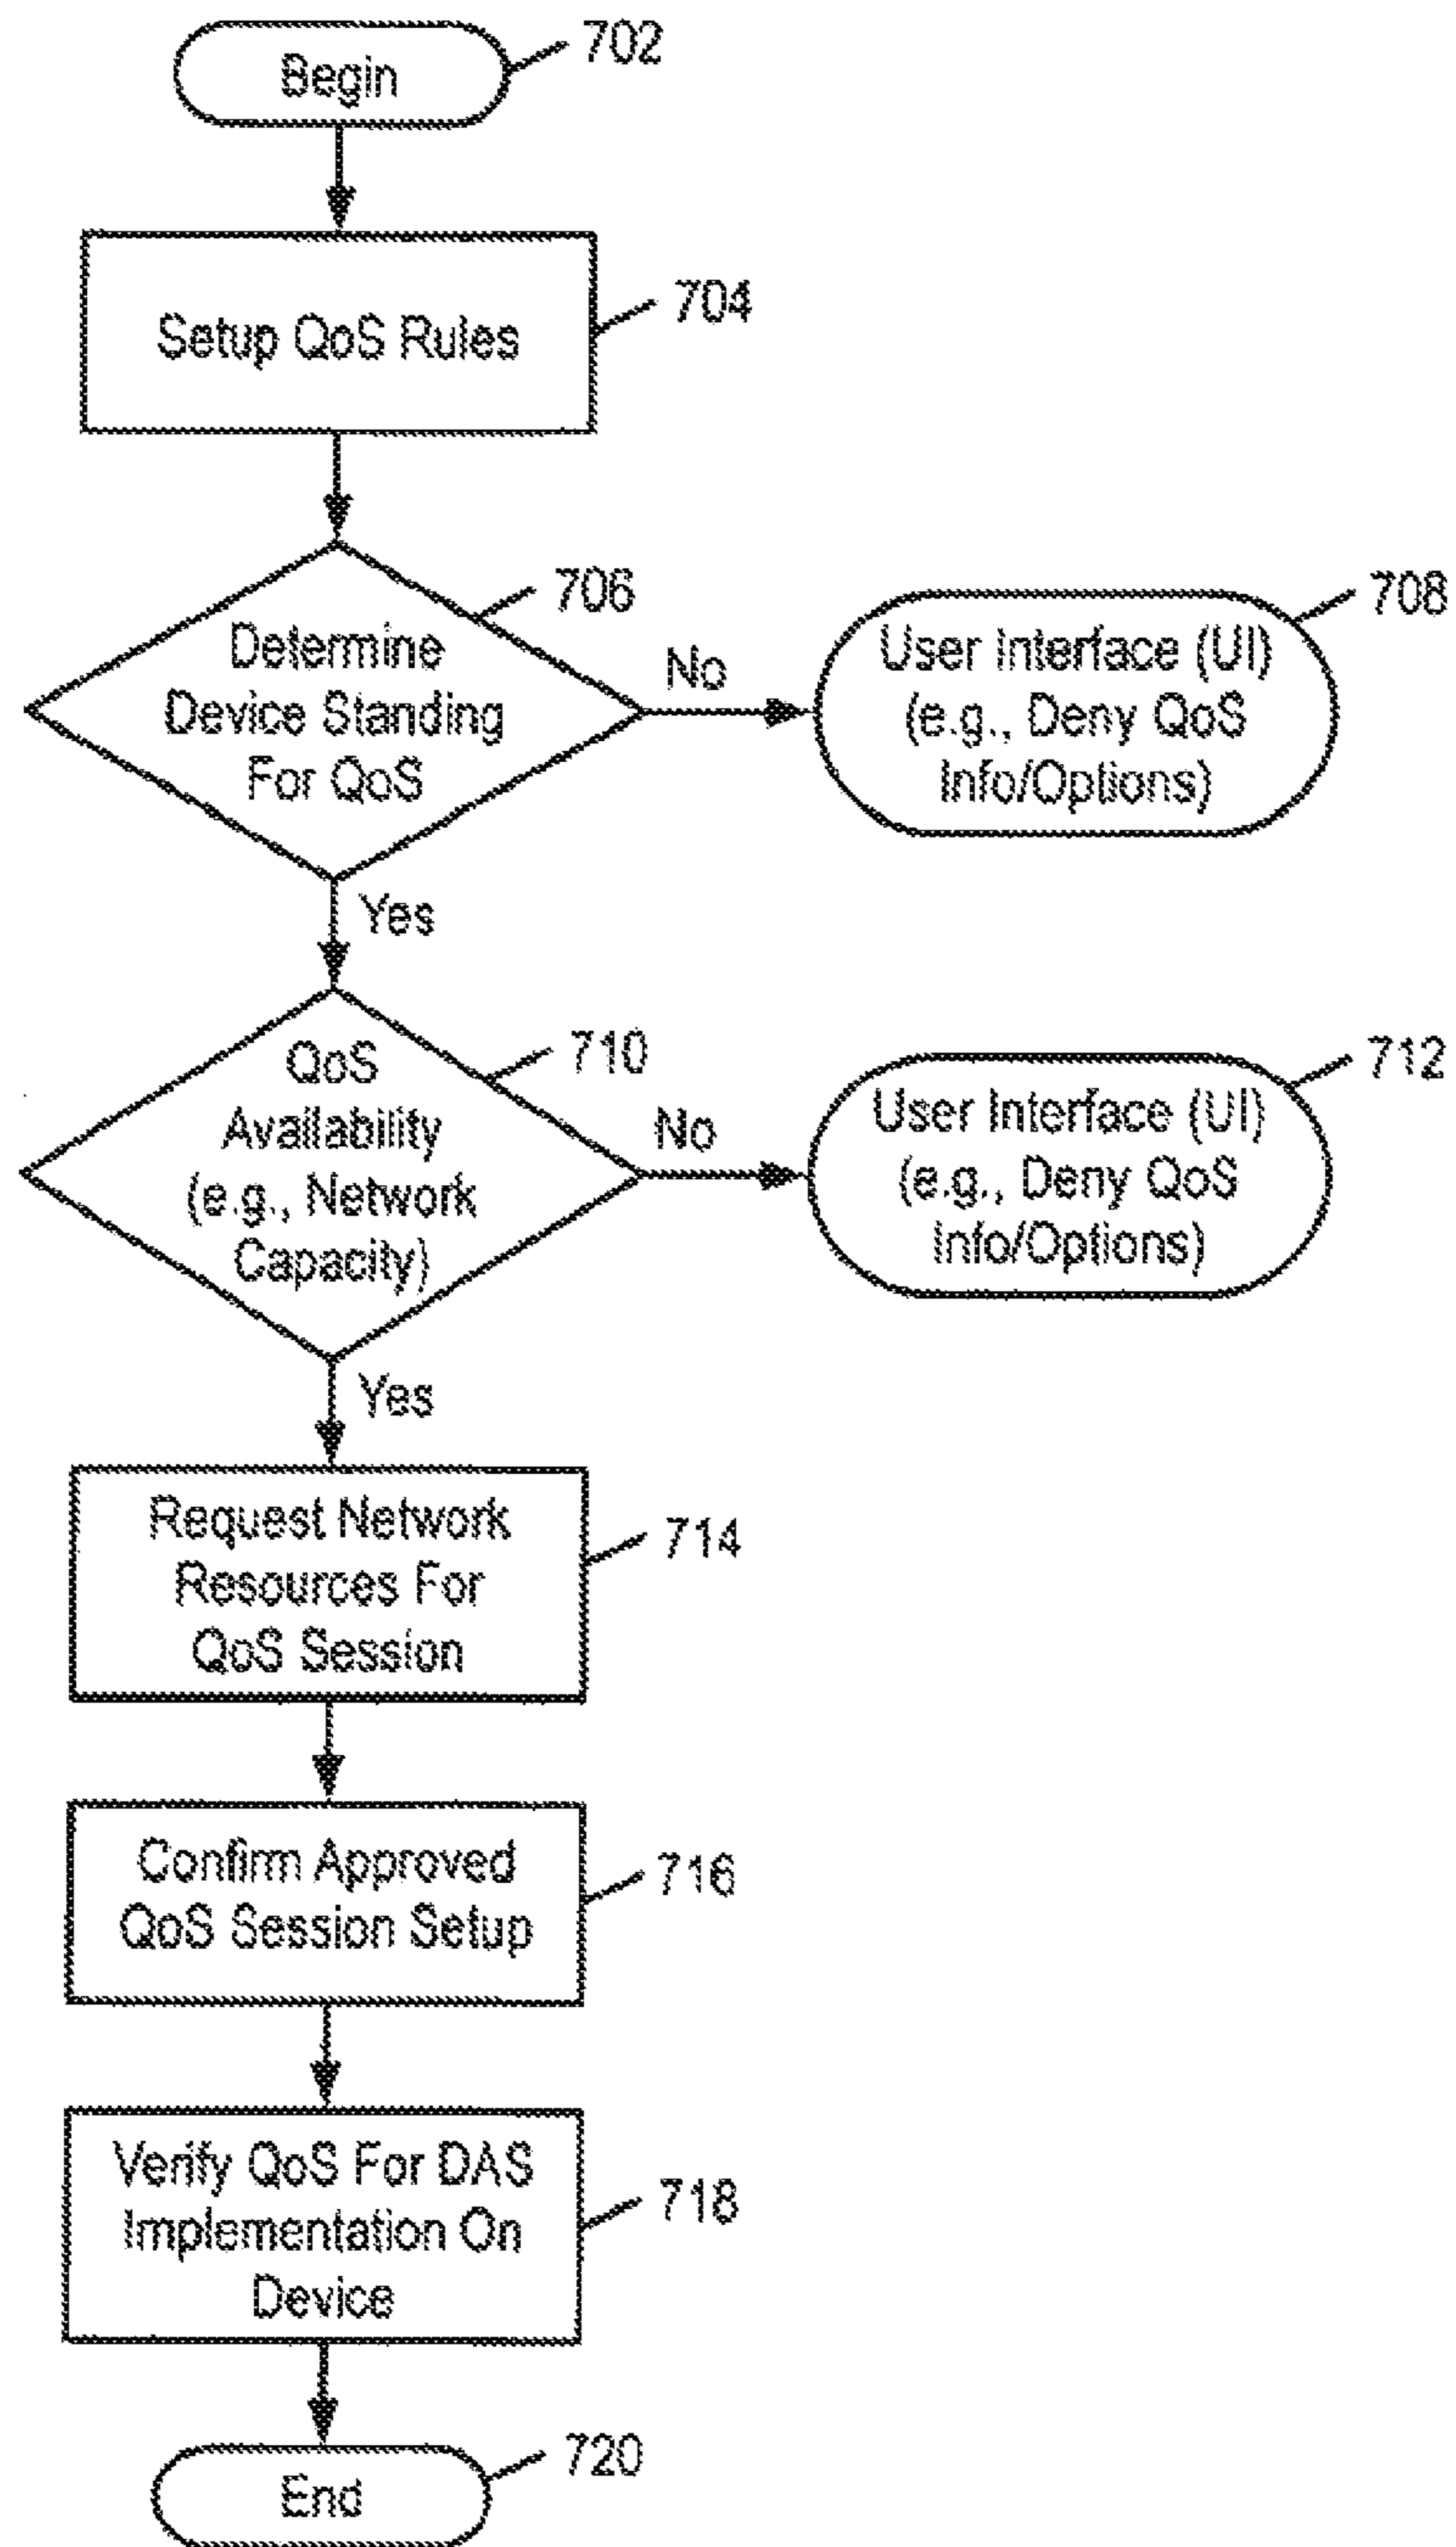 Begin
702
Setup QoS Rules
704
706
Determine
Device Standing
For QoS
No
708
User Interface (UI)
(e.g., Deny QoS
Info/Options)
Yes
710
QoS
Availability
(e.g., Network
Capacity)
No
712
User Interface (UI)
(e.g., Deny QoS
Info/Options)
Yes
Request Network
Resources For
QoS Session
714
Confirm Approved
QoS Session Setup
716
Verify QoS For DAS
Implementation On
Device
718
End
720